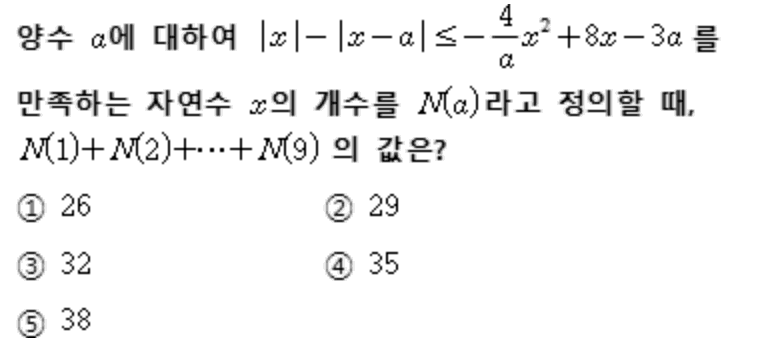 양수 a에 대하여 |x|-|x-a| ≤ -\frac{4}{a}x²+8x-3a 를
만족하는 자연수 x의 개수를 N(a)라고 정의할 때,
N(1)+N(2)+⋯+N(9) 의 값은?
① 26 ② 29
③ 32 ④ 35
⑤ 38